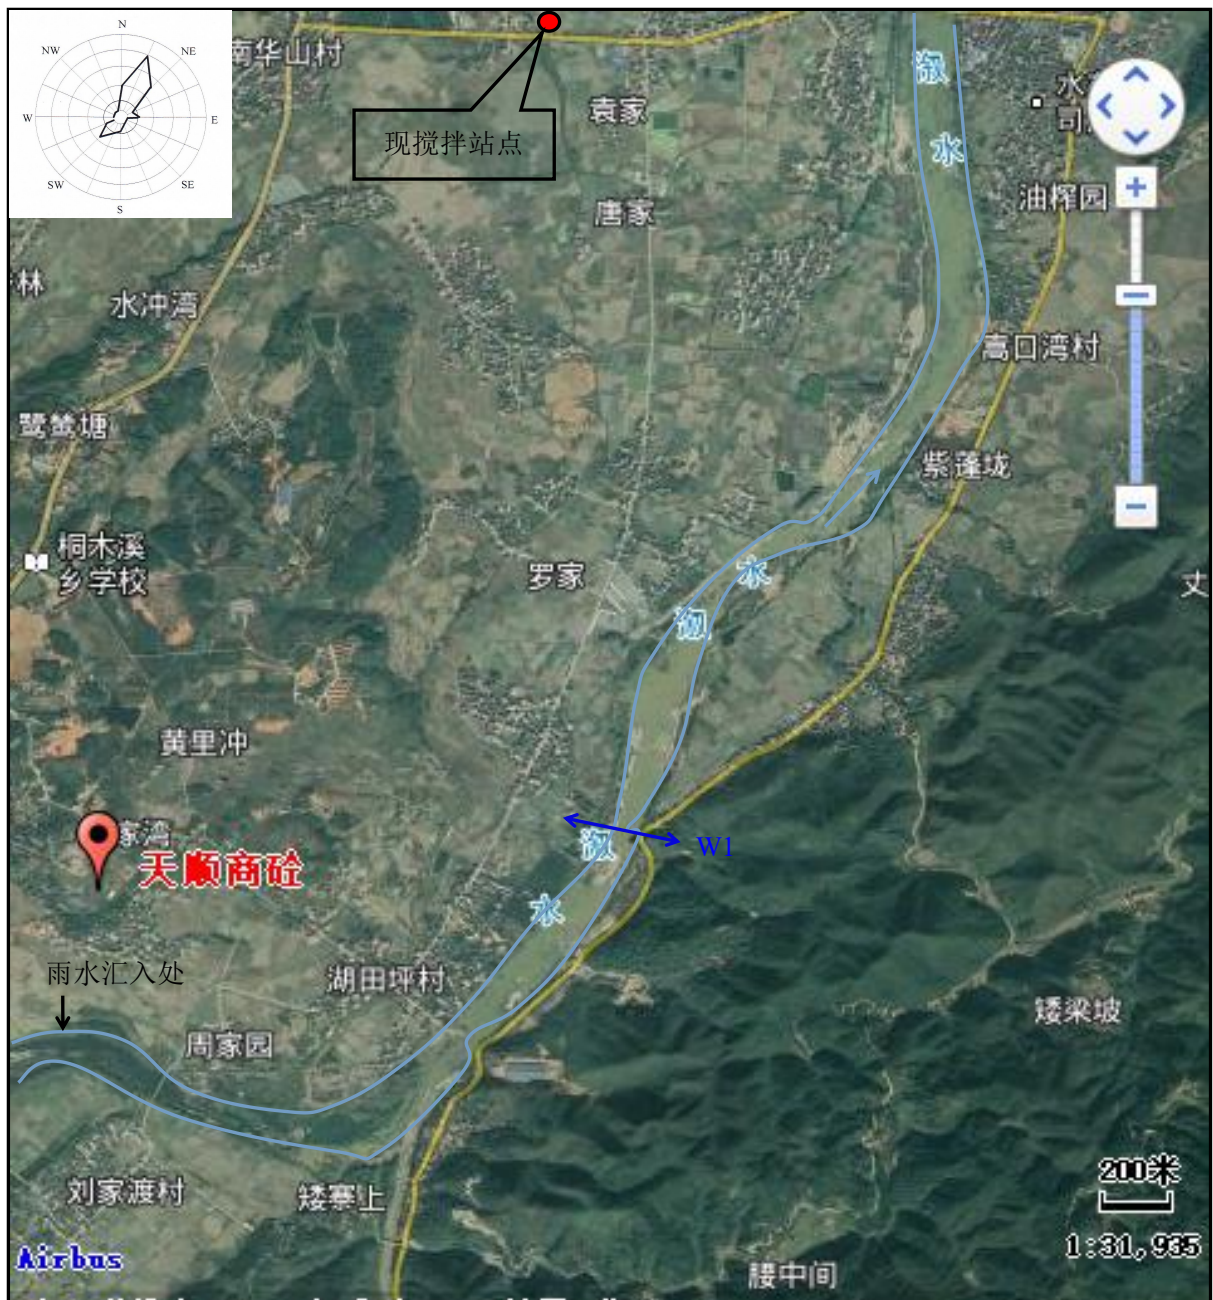 N
NW
NE
W
E
SW
SE
S
南华山村
现搅拌站点
袁家
溆
水
水
司
唐家
油榨园
林
水冲湾
高口湾村
鹭鸶塘
紫蓬垅
桐木溪
乡学校
罗家
水
溆
丈
黄里冲
家湾
天顺商砼
溆
W1
水
雨水汇入处
湖田坪村
矮梁坡
周家园
刘家渡村
矮寨上
200米
1:31,935
Airbus
腰中间